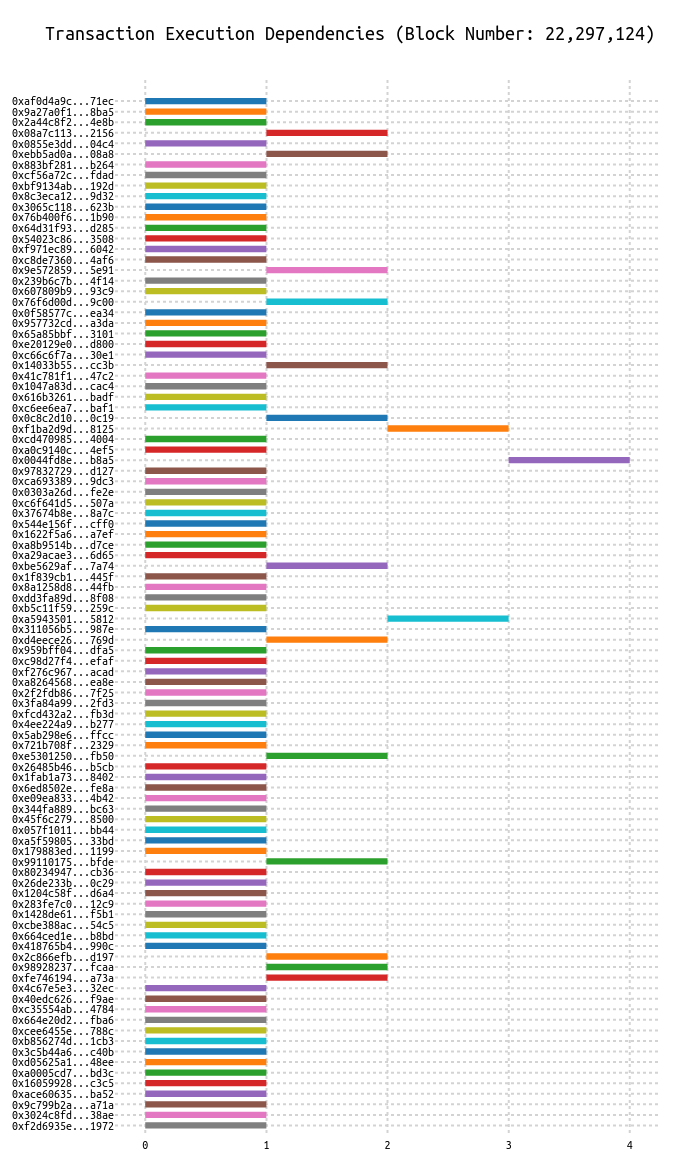 Transaction Execution Dependencies (Block Number: 22,297,124)
0xaf0d4a9c...71ec
0x9a27a0f1...8ba5
0x2a44c8f2...4e8b
0x08a7c113...2156
0x0855e3dd...04c4
0xebb5ad0a...08a8
0x883bf281...b264
0xcf56a72c...fdad
0xbf9134ab...192d
0x8c3eca12...9d32
0x3065c118...623b
0x76b400f6...1b90
0x64d31f93...d285
0x54023c86...3508
0xf971ec89...6042
0xc8de7360...4af6
0x9e572859...5e91
0x239b6c7b...4f14
0x607809b9...93c9
0x76f6d00d...9c00
0x0f58577c...ea34
0x957732cd...a3da
0x65a85bbf...3101
0xe20129e0...d800
0xc66c6f7a...30e1
0x14033b55...cc3b
0x41c781f1...47c2
0x1047a83d...cac4
0x616b3261...badf
0xc6ee6ea7...baf1
0x0c8c2d10...0c19
0xf1ba2d9d...8125
0xcd470985...4004
0xa0c9140c...4ef5
0x0044fd8e...b8a5
0x97832729...d127
0xca693389...9dc3
0x0303a26d...fe2e
0xc6f641d5...507a
0x37674b8e...8a7c
0x544e156f...cff0
0x1622f5a6...a7ef
0xa8b9514b...d7ce
0xa29acae3...6d65
0xbe5629af...7a74
0x1f839cb1...445f
0x8a1258d8...44fb
0xdd3fa89d...8f08
0xb5c11f59...259c
0xa5943501...5812
0x311056b5...987e
0xd4eece26...769d
0x959bff04...dfa5
0xc98d27f4...efaf
0xf276c967...acad
0xa8264568...ea8e
0x2f2fdb86...7f25
0x3fa84a99...2fd3
0xfcd432a2...fb3d
0x4ee224a9...b277
0x5ab298e6...ffcc
0x721b708f...2329
0xe5301250...fb50
0x26485b46...b5cb
0x1fab1a73...8402
0x6ed8502e...fe8a
0xe09ea833...4b42
0x344fa889...bc63
0x45f6c279...8500
0x057f1011...bb44
0xa5f59805...33bd
0x179883ed...1199
0x99110175...bfde
0x80234947...cb36
0x26de233b...0c29
0x1204c58f...d6a4
0x283fe7c0...12c9
0x1428de61...f5b1
0xcbe388ac...54c5
0x664ced1e...b8bd
0x418765b4...990c
0x2c866efb...d197
0x98928237...fcaa
0xfe746194...a73a
0x4c67e5e3...32ec
0x40edc626...f9ae
0xc35554ab...4784
0x664e20d2...fba6
0xcee6455e...788c
0xb856274d...1cb3
0x3c5b44a6...c40b
0xd05625a1...48ee
0xa0005cd7...bd3c
0x16059928...c3c5
0xace60635...ba52
0x9c799b2a...a71a
0x3024c8fd...38ae
0xf2d6935e...1972
0 1 2 3 4